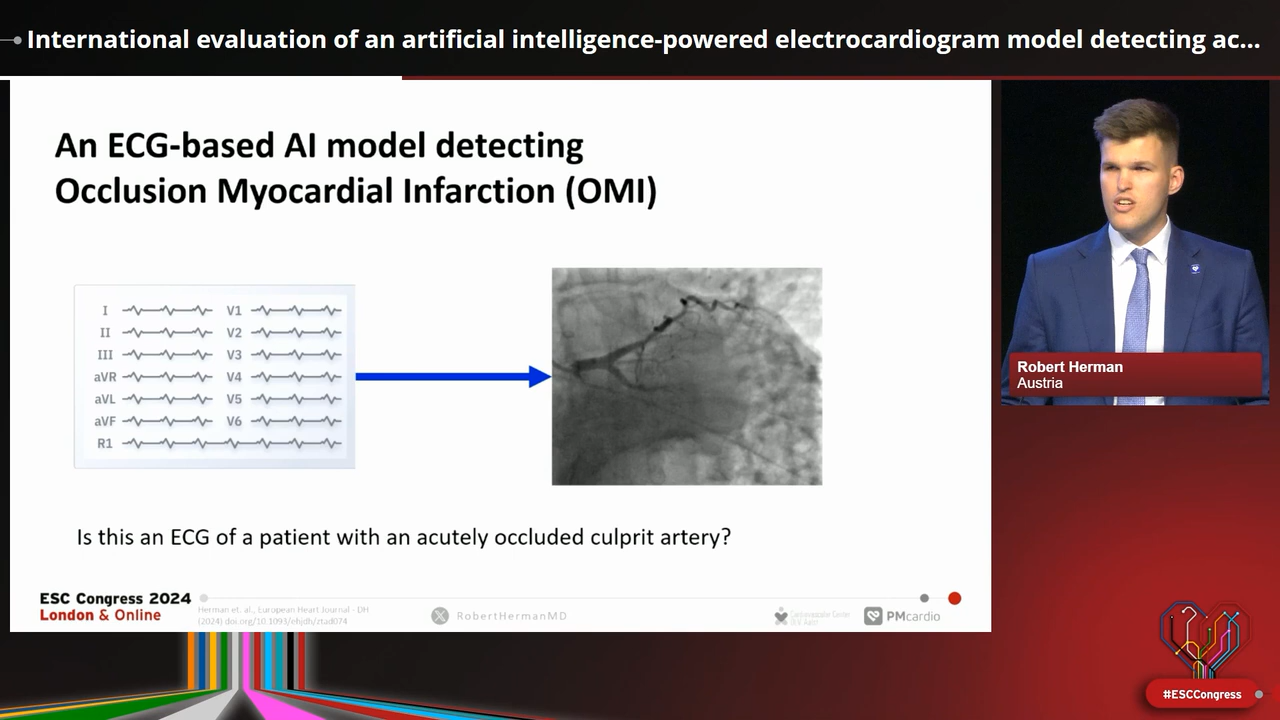 International evaluation of an artificial intelligence-powered electrocardiogram model detecting ac...
An ECG-based AI model detecting
Occlusion Myocardial Infarction (OMI)
I V1
II V2
III V3
aVR V4
aVL V5
aVF V6
R1
Is this an ECG of a patient with an acutely occluded culprit artery?
ESC Congress 2024
London & Online
Herman et. al., European Heart Journal - DH
(2024) doi.org/10.1093/ehjdh/ztad074
RobertHermanMD
Cardiovascular Center
PMcardio
Robert Herman
Austria
#ESCCongress